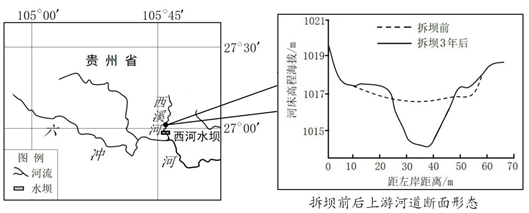 105°00′
105°45′
27°30′
27°00′
贵州省
西溪河
西河水坝
六冲河
图例
河流
水坝
1021
1019
1017
1015
河床高程海拔/m
拆坝前
拆坝3年后
0 10 20 30 40 50 60 70
距左岸距离/m
拆坝前后上游河道断面形态